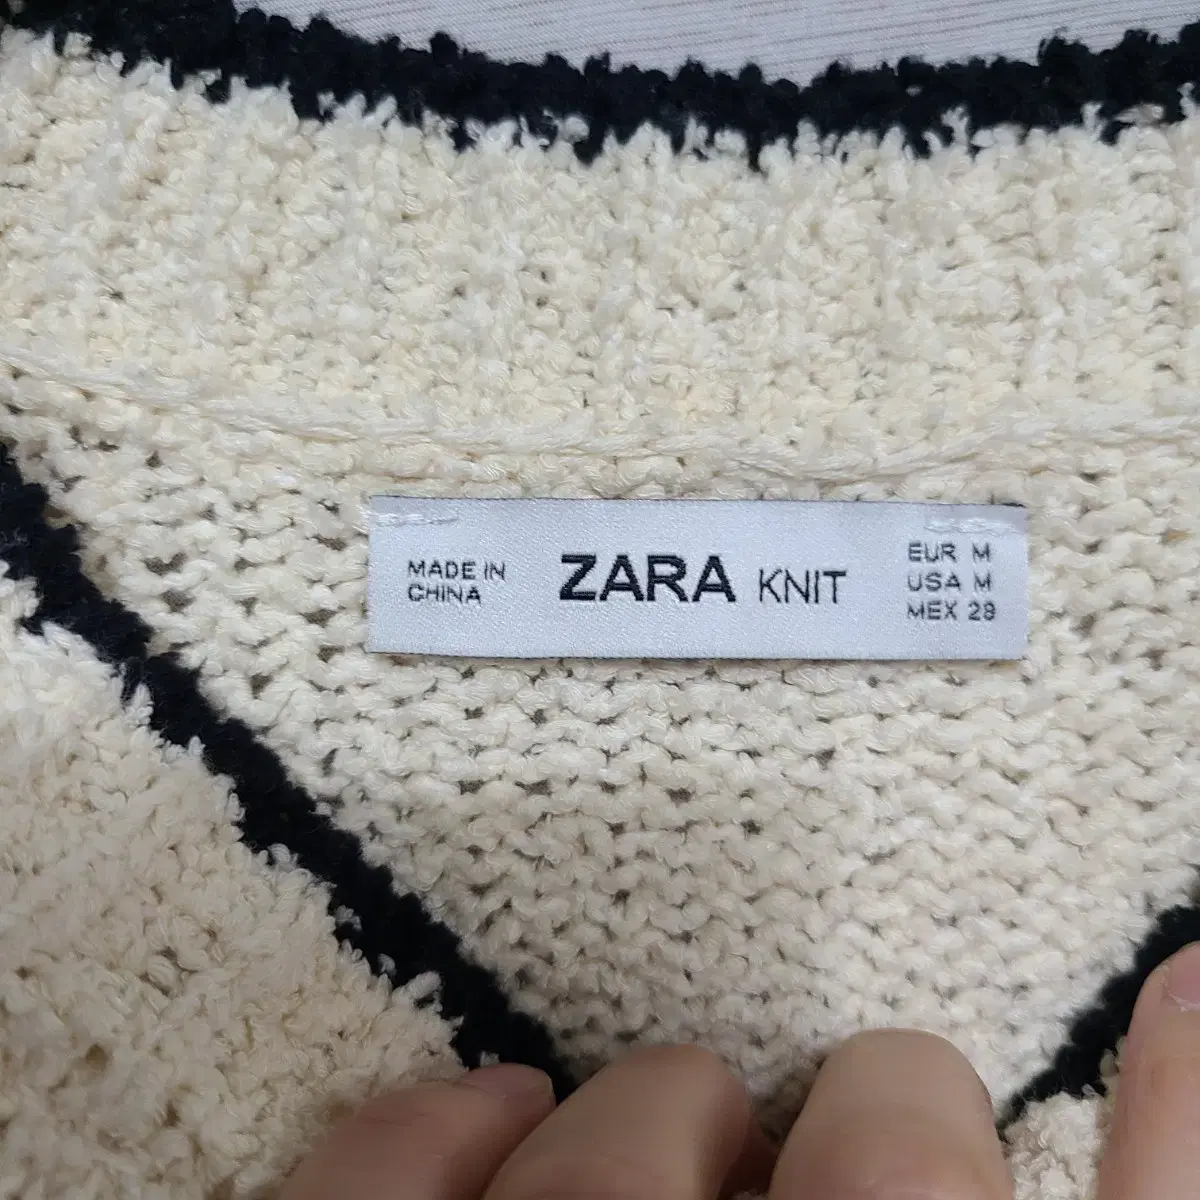 MADE IN
CHINA
ZARA KNIT
EUR M
USA M
MEX 28